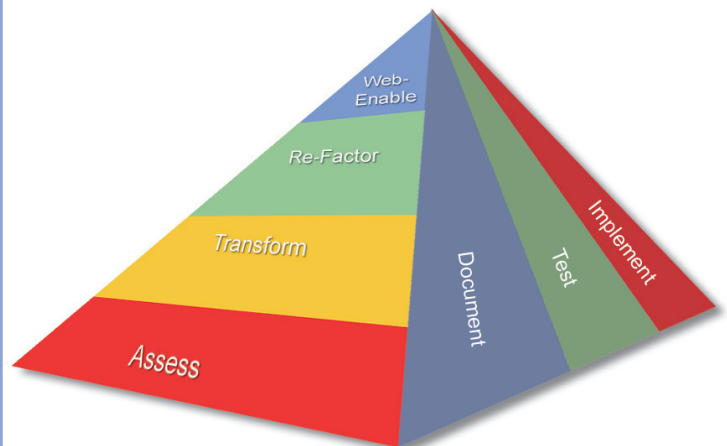 Web-
Enable
Re-Factor
Transform
Assess
Document
Test
Implement